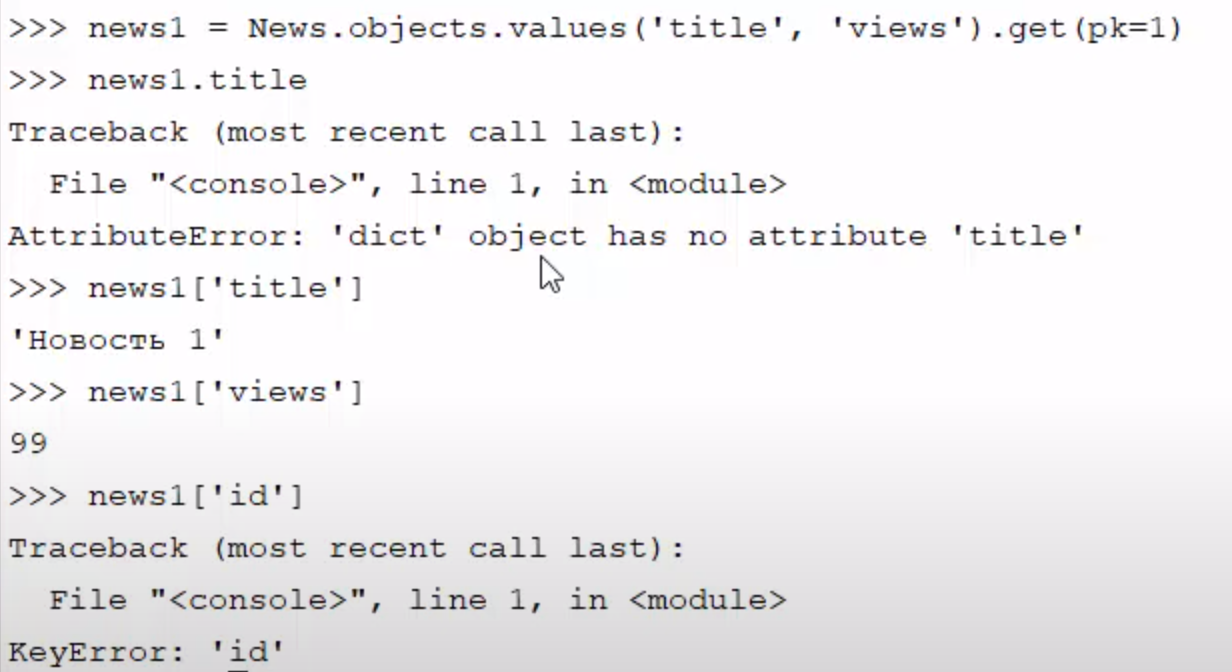 >>> news1 = News.objects.values('title', 'views').get(pk=1)
>>> news1.title
Traceback (most recent call last):
  File "<console>", line 1, in <module>
AttributeError: 'dict' object has no attribute 'title'
>>> news1['title']
'Новость 1'
>>> news1['views']
99
>>> news1['id']
Traceback (most recent call last):
  File "<console>", line 1, in <module>
KeyError: 'id'